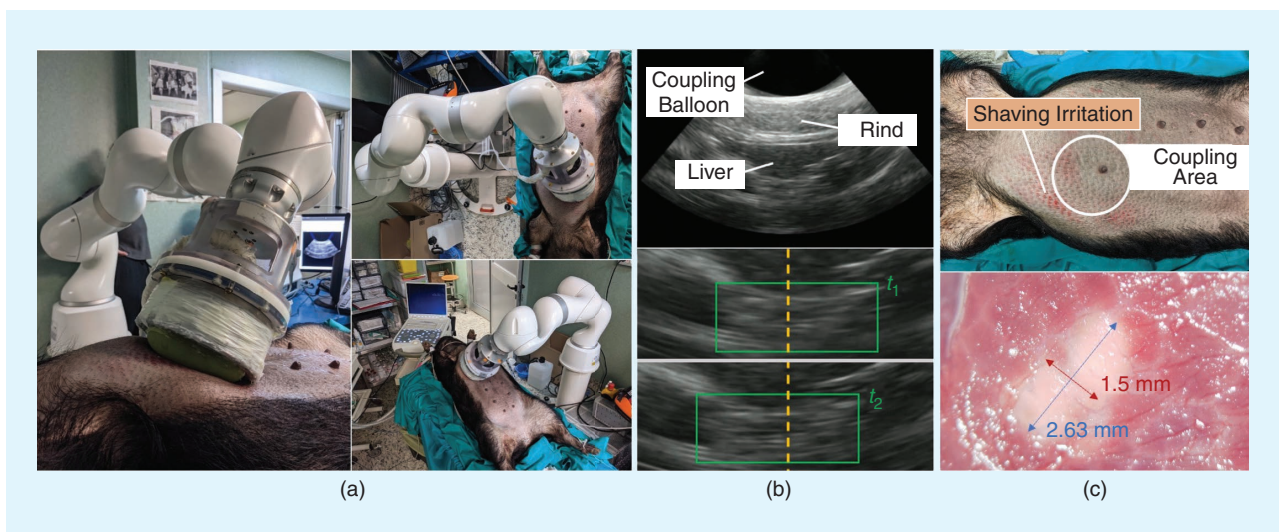 Coupling
Balloon
Rind
Liver
t1
t2
Shaving Irritation
Coupling
Area
1.5 mm
2.63 mm
(a)
(b)
(c)